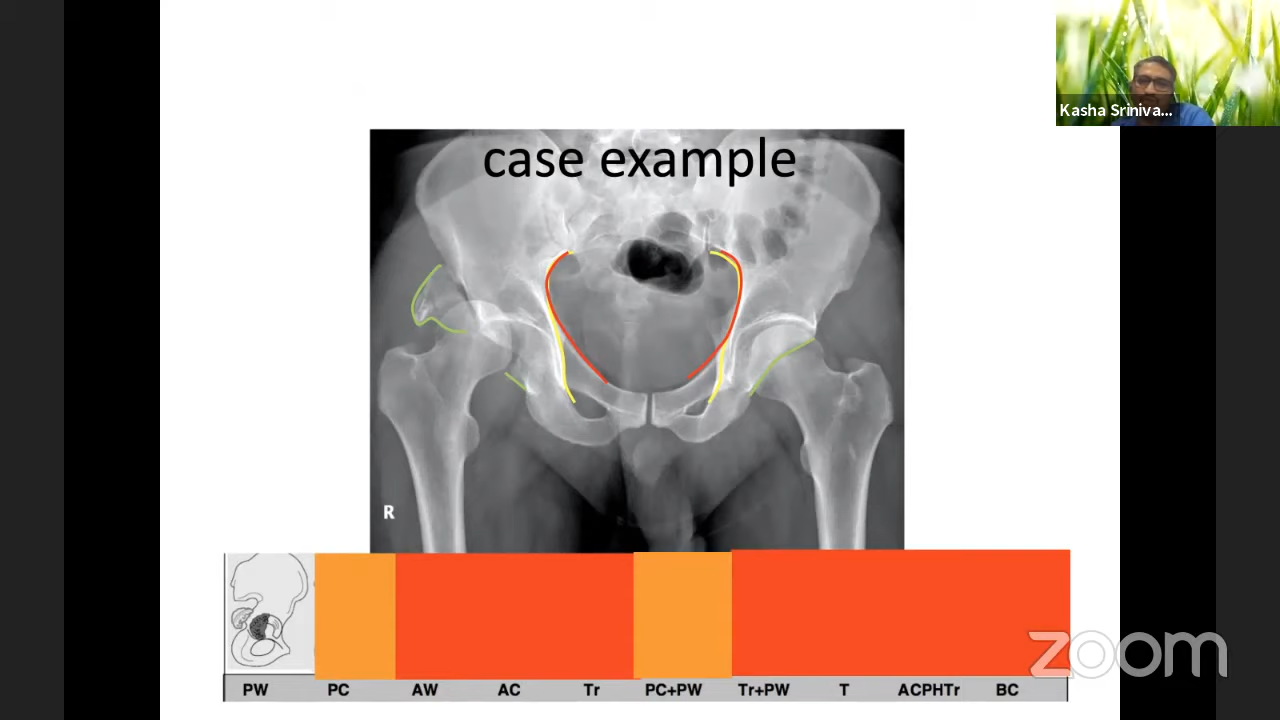 Kasha Sriniva...
case example
R
zoom
PW PC AW AC Tr PC+PW Tr+PW T ACPHTr BC